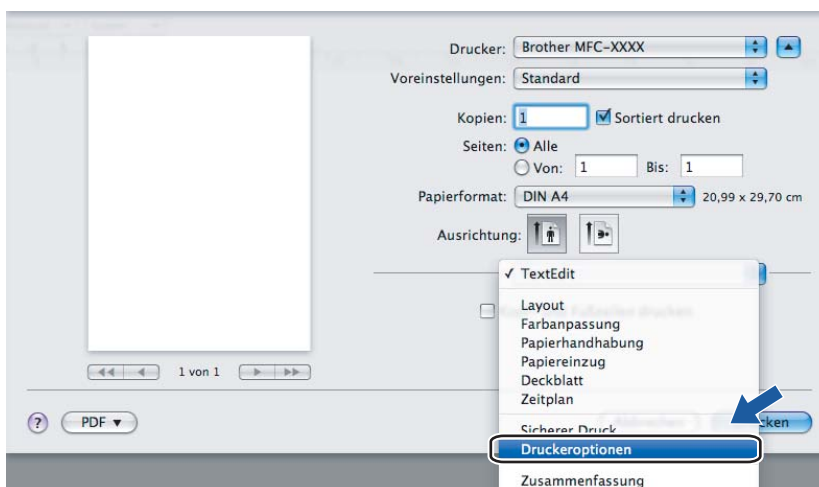 Drucker: Brother MFC-XXXX
Voreinstellungen: Standard
Kopien: 1 Sortiert drucken
Seiten: Alle
Von: 1 Bis: 1
Papierformat: DIN A4 20,99 x 29,70 cm
Ausrichtung:
✓ TextEdit
Layout
Farbanpassung
Papierhandhabung
Papiereinzug
Deckblatt
Zeitplan
1 von 1
? PDF ▼
Sicherer Druck
Druckeroptionen
Zusammenfassung